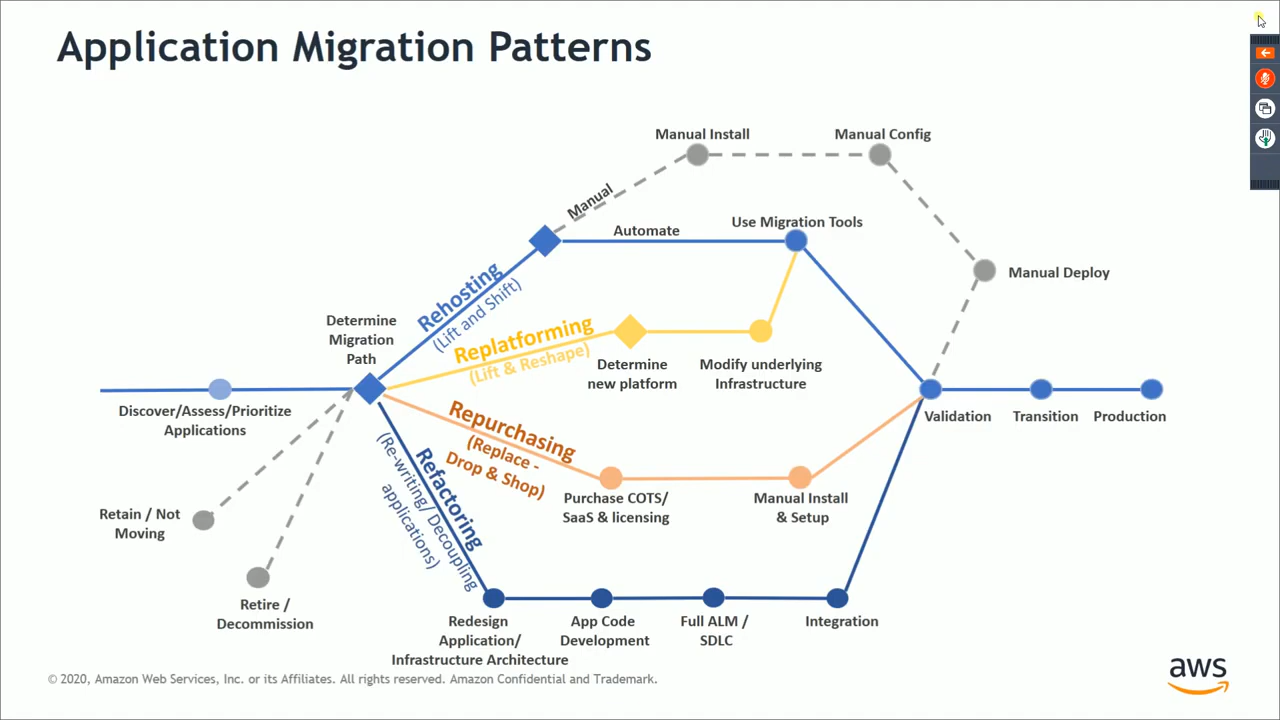 Application Migration Patterns
Manual Install
Manual Config
Manual
Automate
Use Migration Tools
Manual Deploy
Rehosting
(Lift and Shift)
Determine
Migration
Path
Replatforming
(Lift & Reshape)
Determine
new platform
Modify underlying
Infrastructure
Discover/Assess/Prioritize
Applications
Validation
Transition
Production
Repurchasing
(Replace -
Drop & Shop)
Purchase COTS/
SaaS & licensing
Manual Install
& Setup
Refactoring
(Re-writing/ Decoupling
applications)
Retain / Not
Moving
Retire /
Decommission
Redesign
Application/
Infrastructure Architecture
App Code
Development
Full ALM /
SDLC
Integration
© 2020, Amazon Web Services, Inc. or its Affiliates. All rights reserved. Amazon Confidential and Trademark.
aws